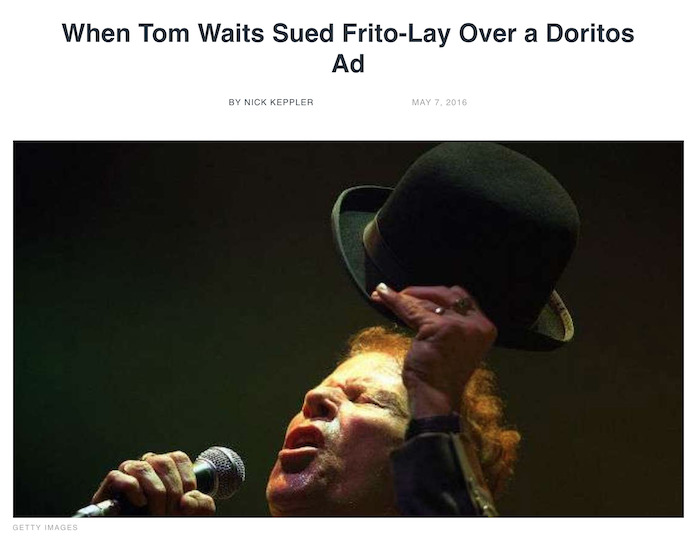 When Tom Waits Sued Frito-Lay Over a Doritos
Ad
BY NICK KEPPLER MAY 7, 2016
GETTY IMAGES